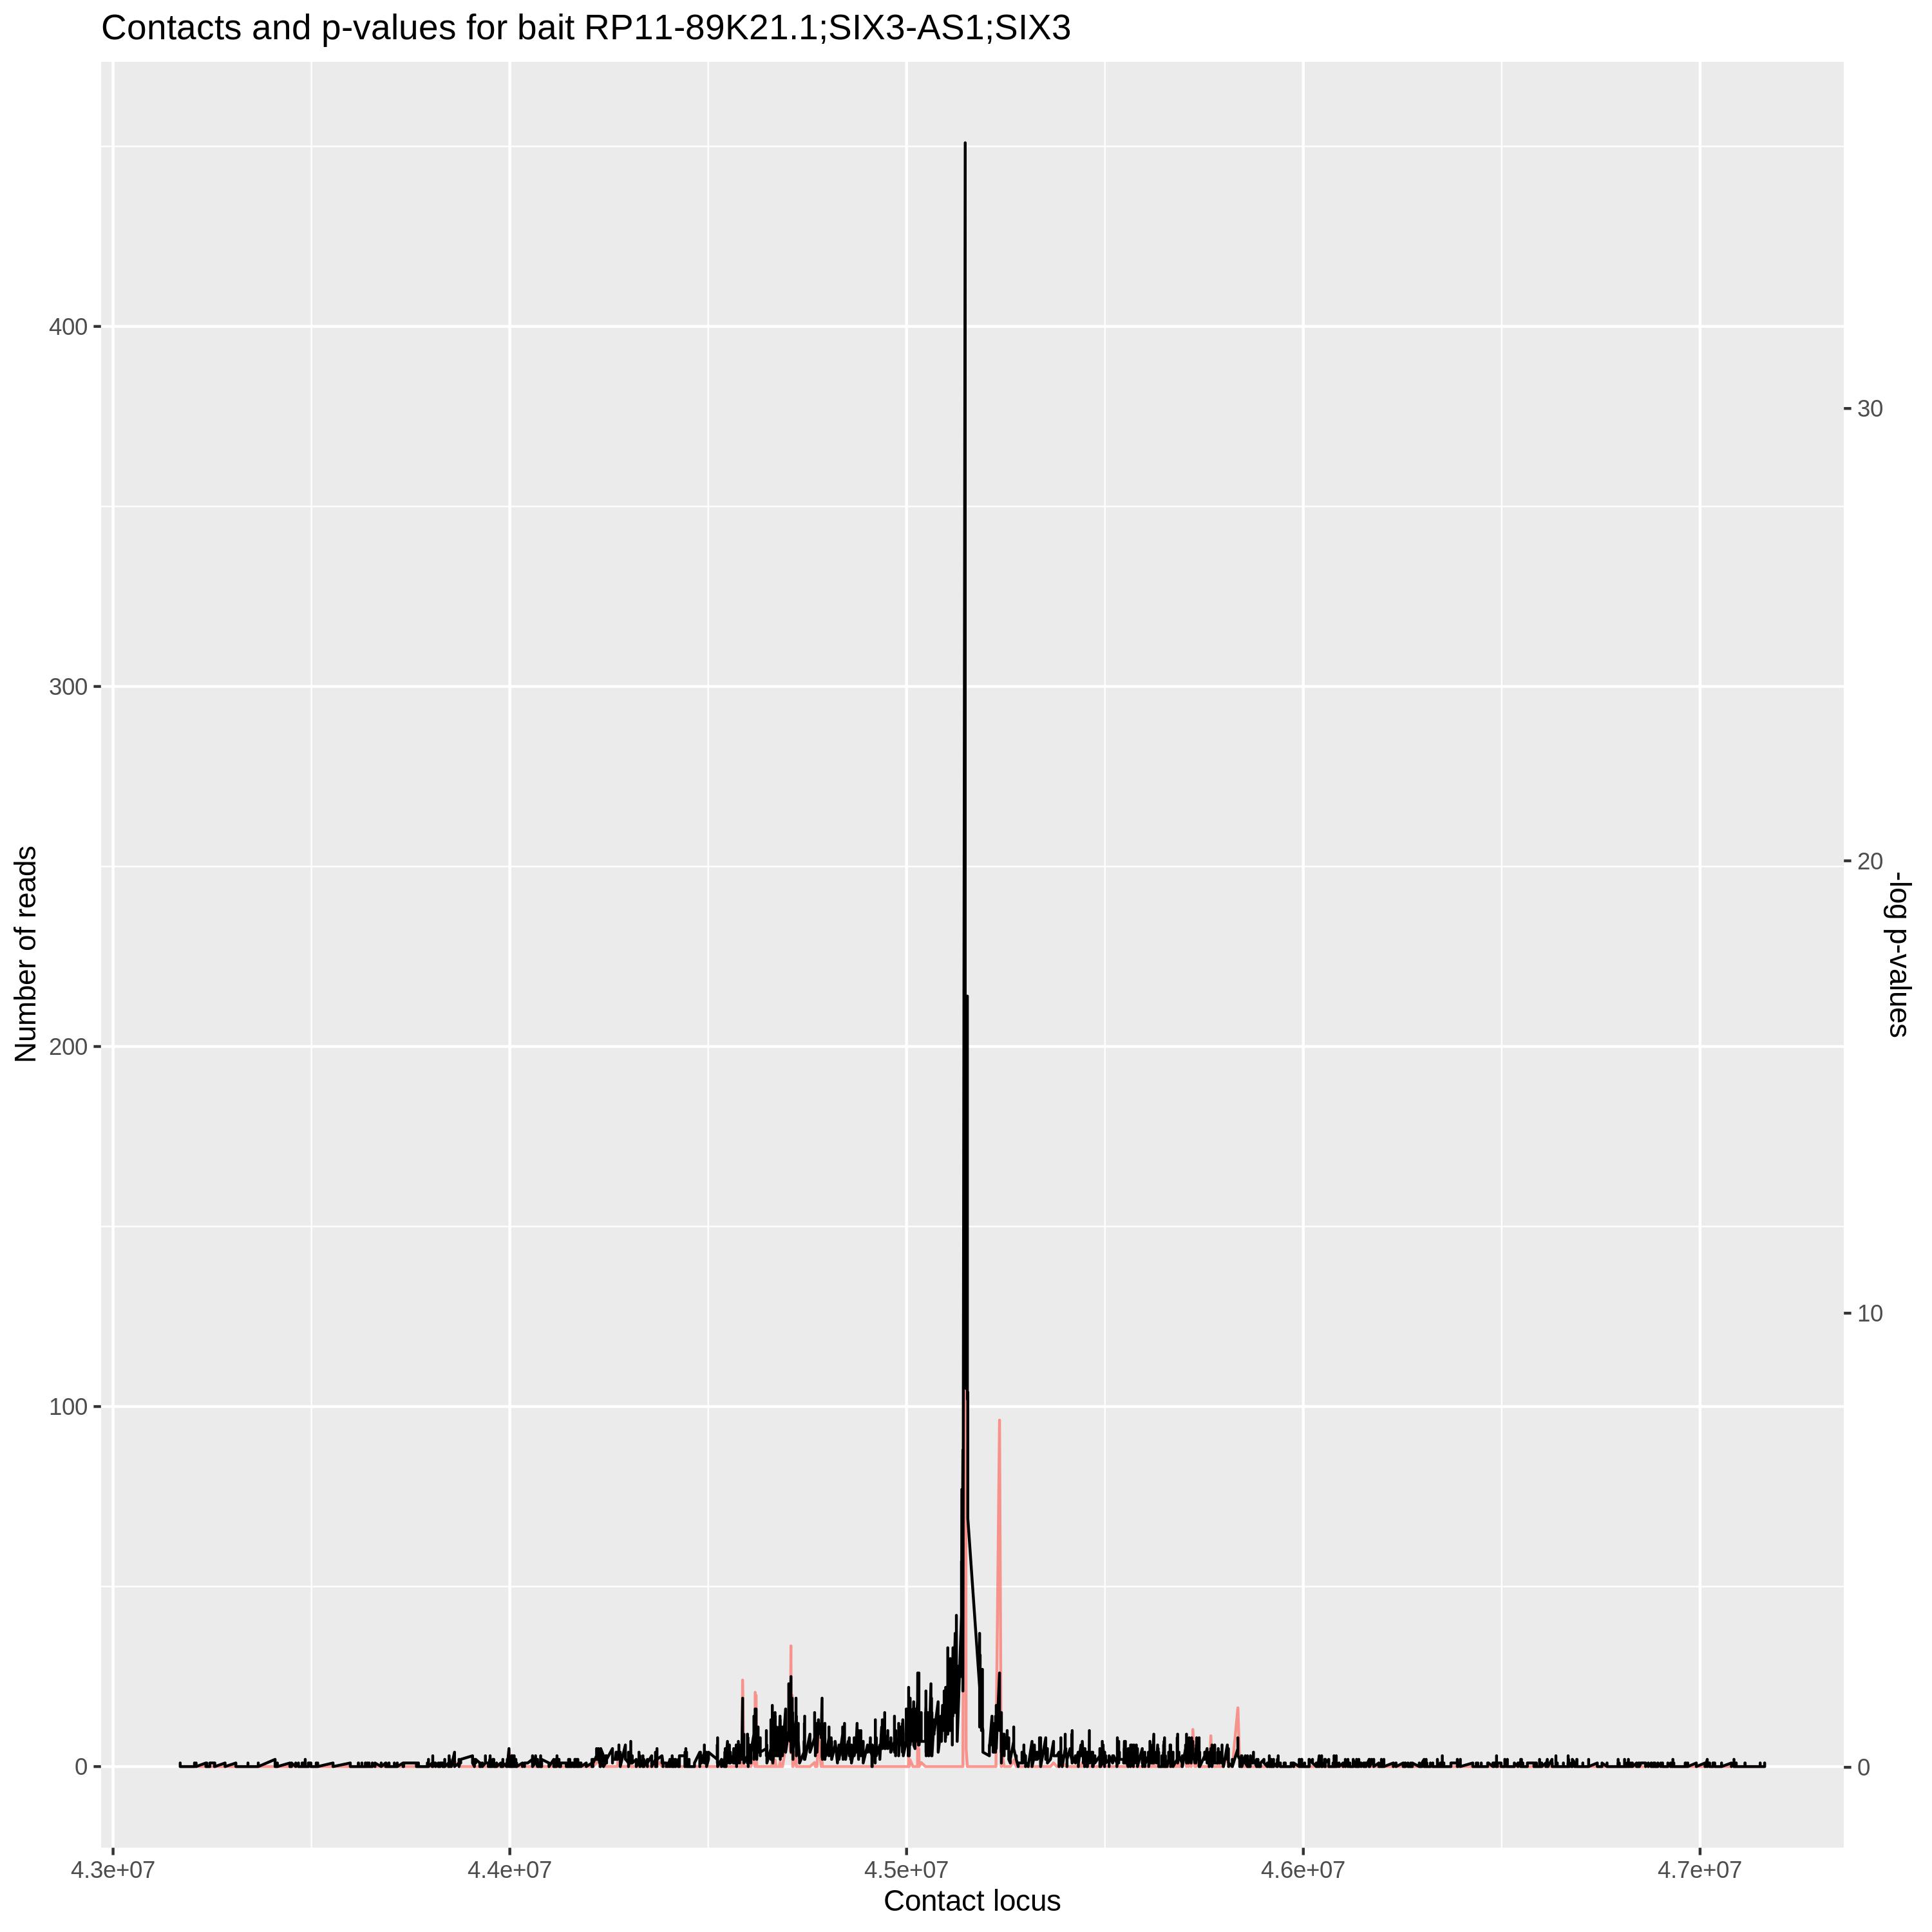 Contacts and p-values for bait RP11-89K21.1;SIX3-AS1;SIX3
400
300
200
100
0
Number of reads
30
20
10
0
-log p-values
4.3e+07 4.4e+07 4.5e+07 4.6e+07 4.7e+07
Contact locus